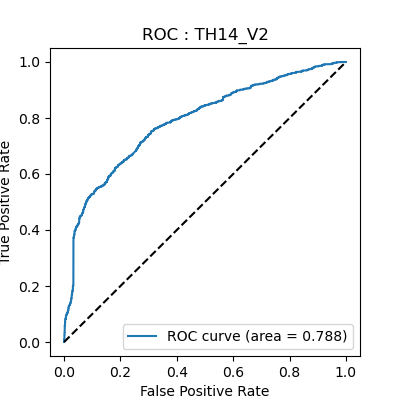 ROC : TH14_V2
True Positive Rate
1.0
0.8
0.6
0.4
0.2
0.0
ROC curve (area = 0.788)
0.0 0.2 0.4 0.6 0.8 1.0
False Positive Rate